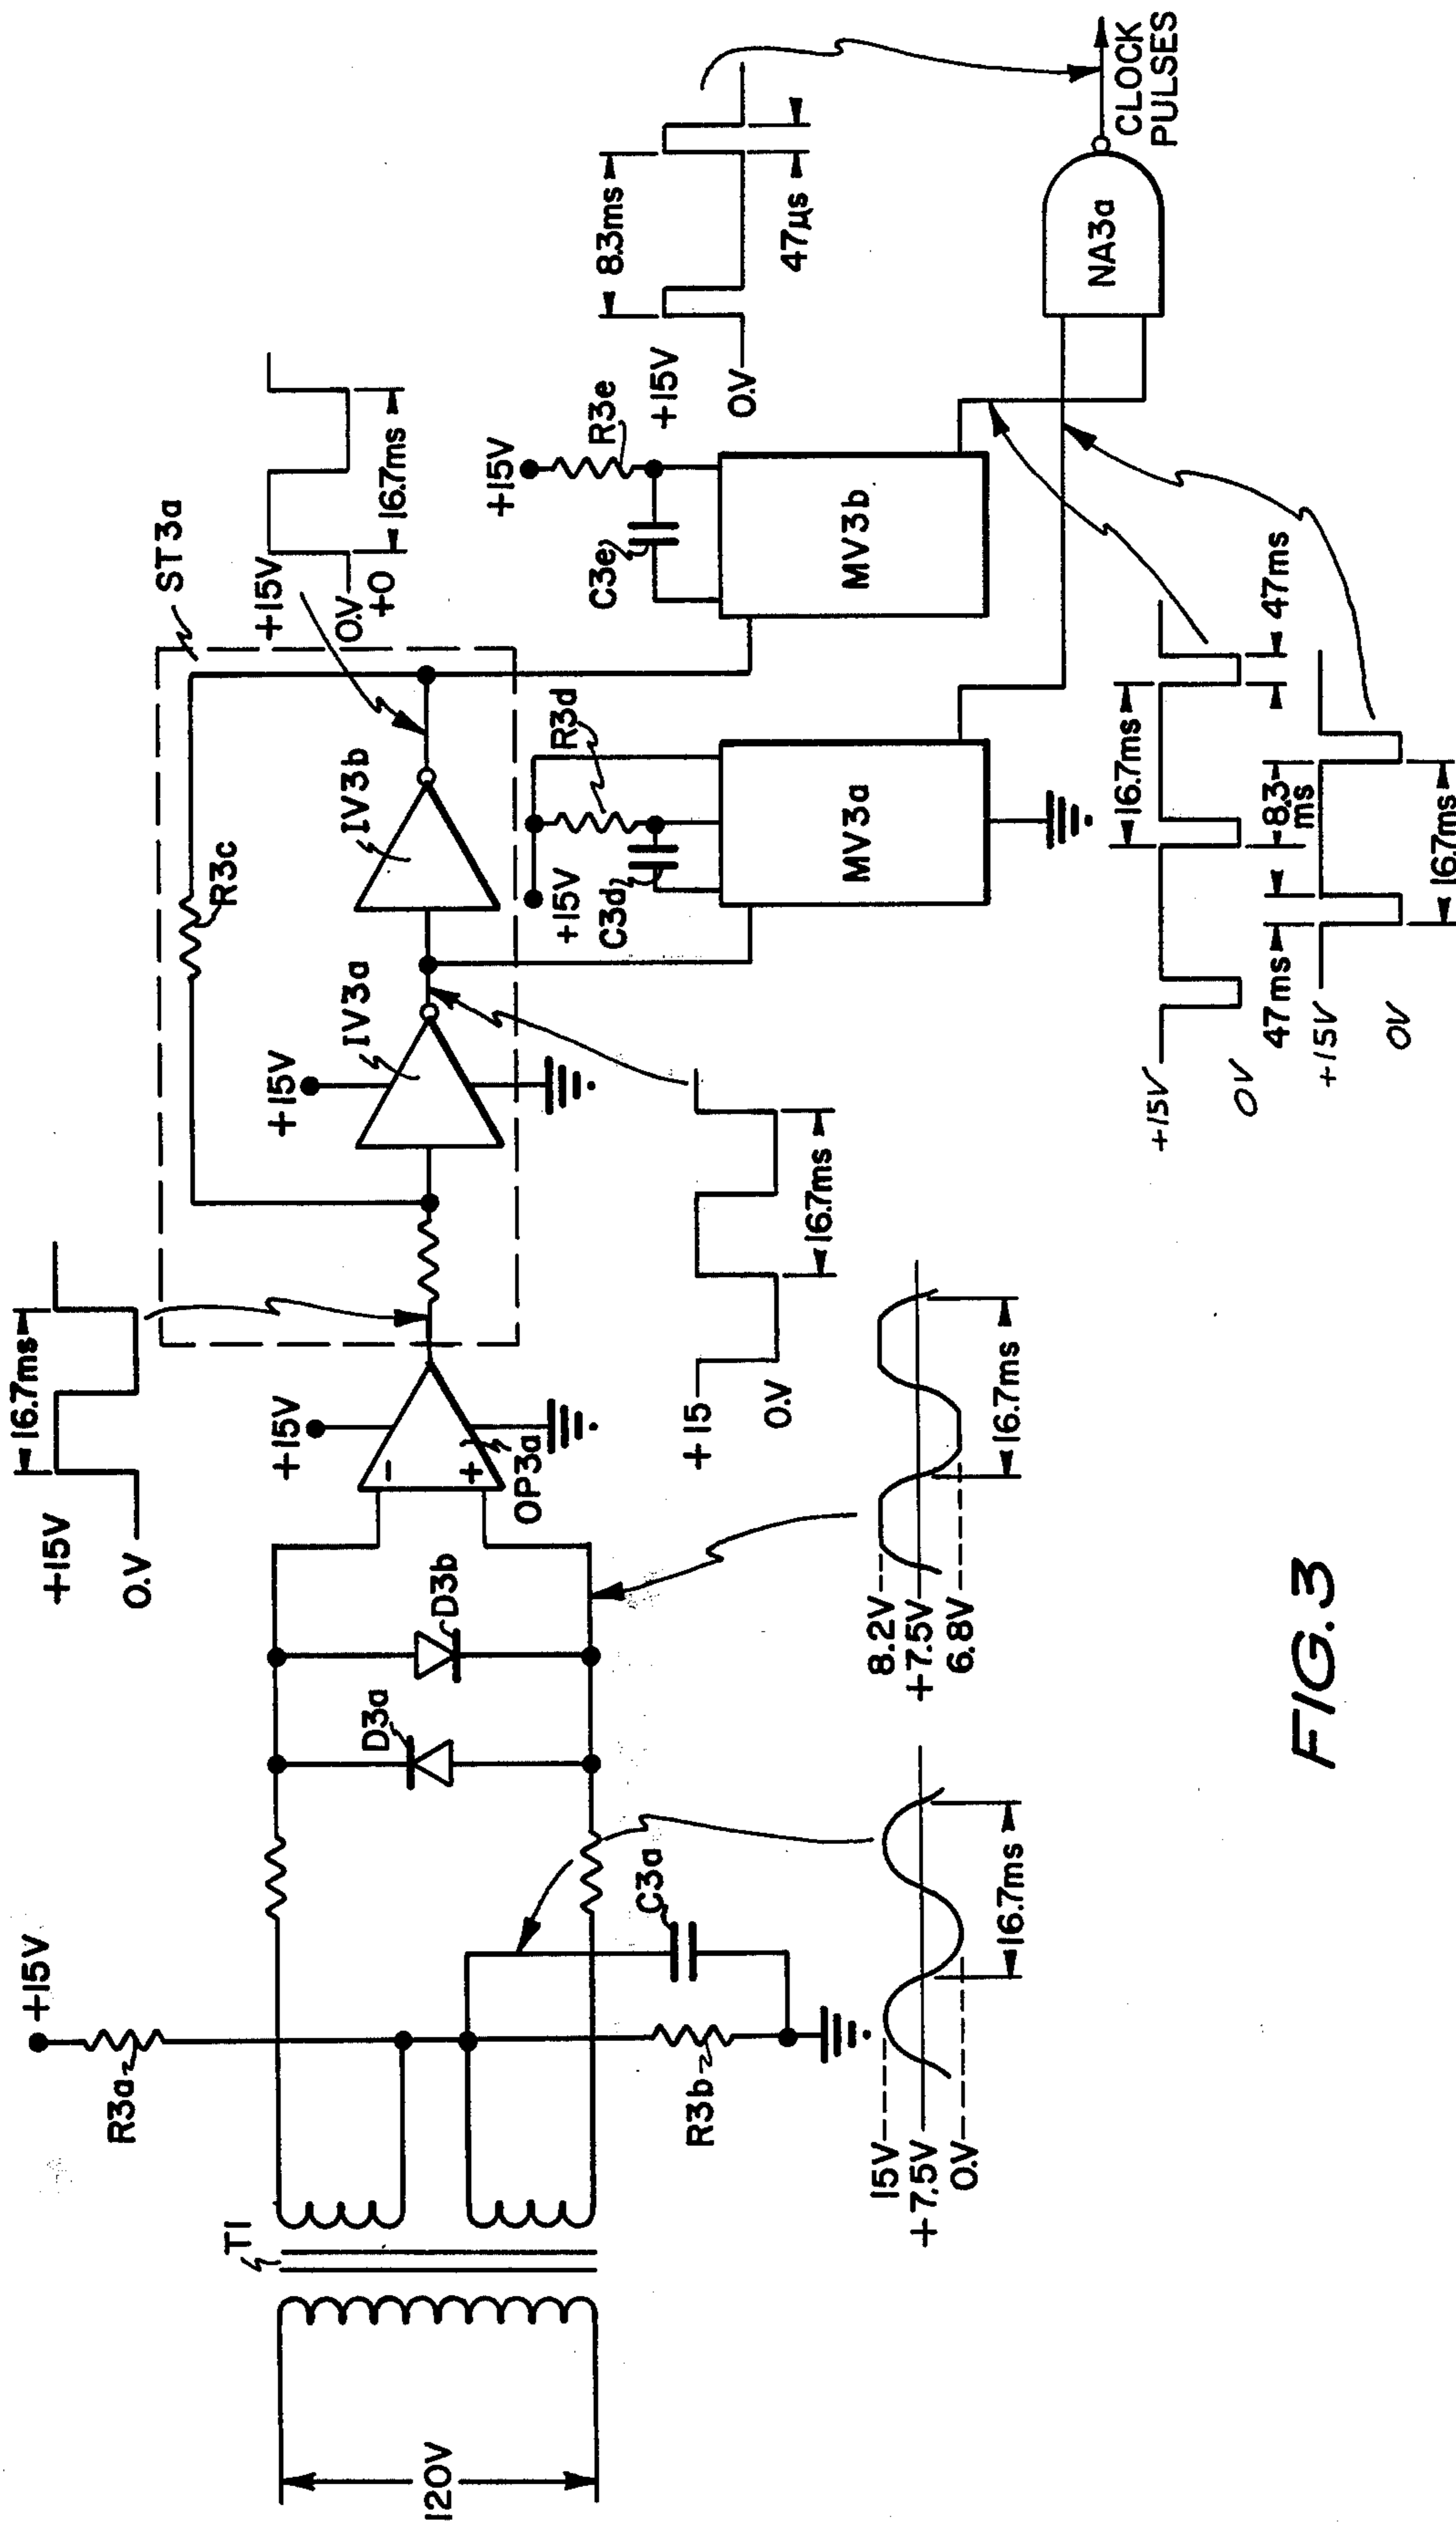 120V
T1
R3a
+15V
R3b
C3a
15V
+7.5V
0.V
16.7ms
D3a
D3b
8.2V
+7.5V
6.8V
16.7ms
+15V
0.V
16.7ms
+15V
-
+
OP3a
+15
0.V
16.7ms
+15V
IV3a
R3c
IV3b
ST3a
+15V
0.V
+0
16.7ms
+15V
C3d
R3d
MV3a
+15V
C3e
R3e
MV3b
+15V
0V
16.7ms
47ms
8.3
ms
47ms
+15V
0V
16.7ms
+15V
0.V
8.3ms
47µs
NA3a
CLOCK
PULSES
FIG. 3